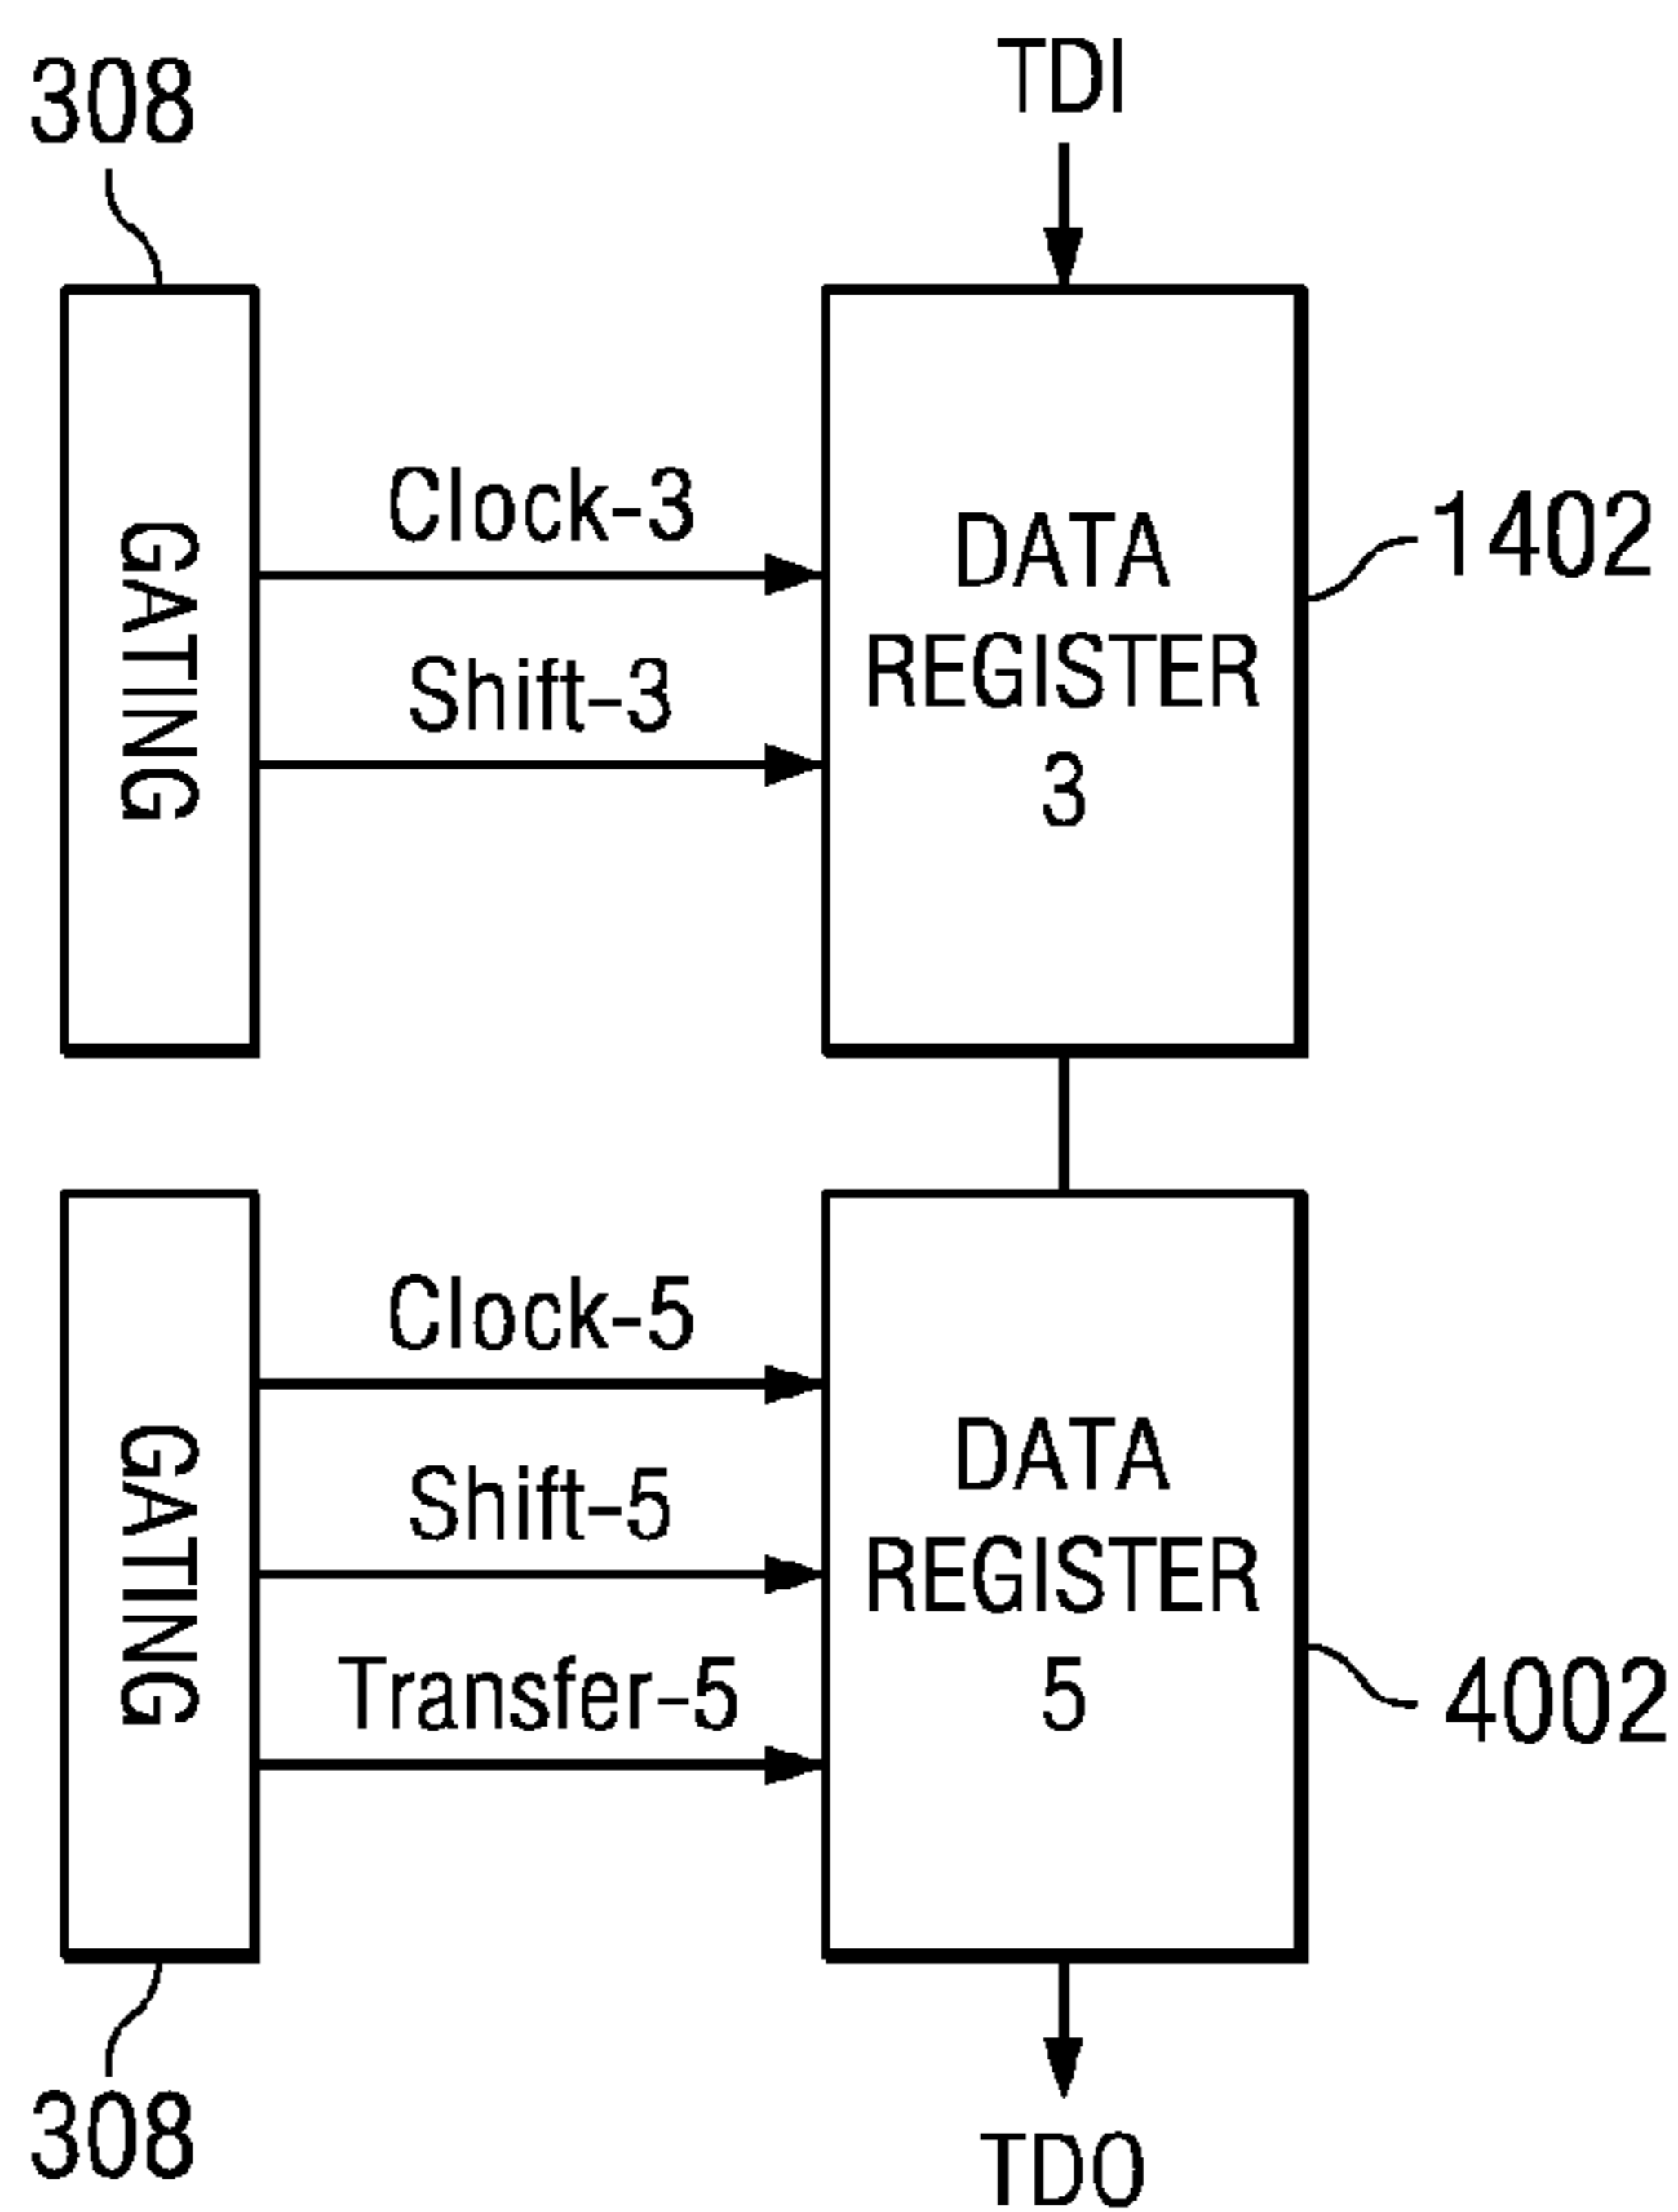 308
TDI
GATING
Clock-3
Shift-3
DATA
REGISTER
3
1402
GATING
Clock-5
Shift-5
Transfer-5
DATA
REGISTER
5
4002
308
TDO